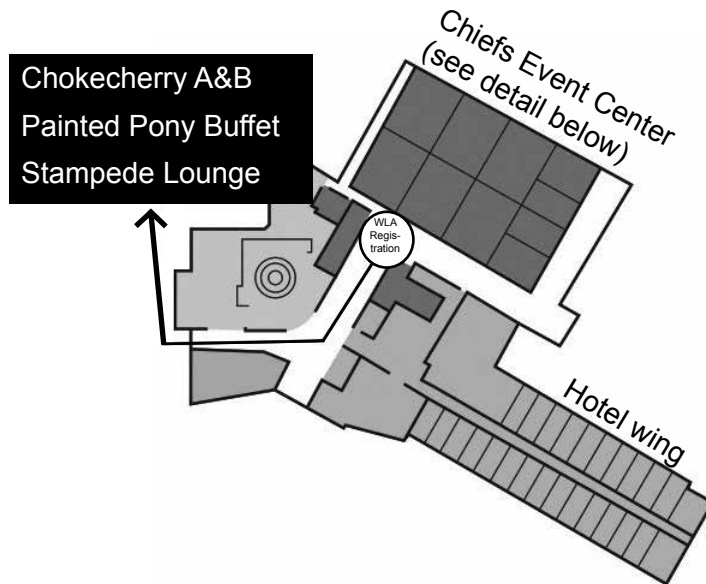 Chokecherry A&B
Painted Pony Buffet
Stampede Lounge
Chiefs Event Center
(see detail below)
WLA
Regis-
tration
Hotel wing